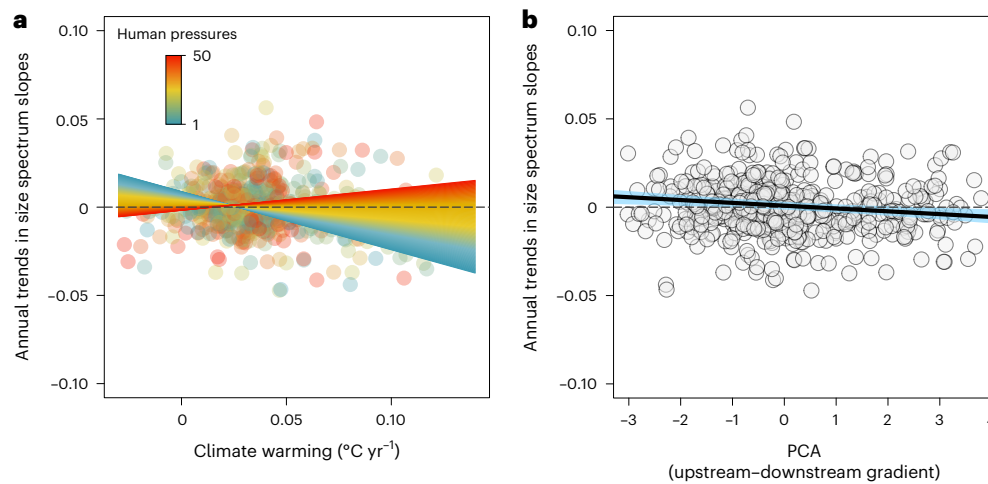 a
Human pressures
50
1
0.10
0.05
0
−0.05
−0.10
Annual trends in size spectrum slopes
0
0.05
0.10
Climate warming (°C yr−1)
b
0.10
0.05
0
−0.05
−0.10
Annual trends in size spectrum slopes
−3
−2
−1
0
1
2
3
PCA
(upstream–downstream gradient)